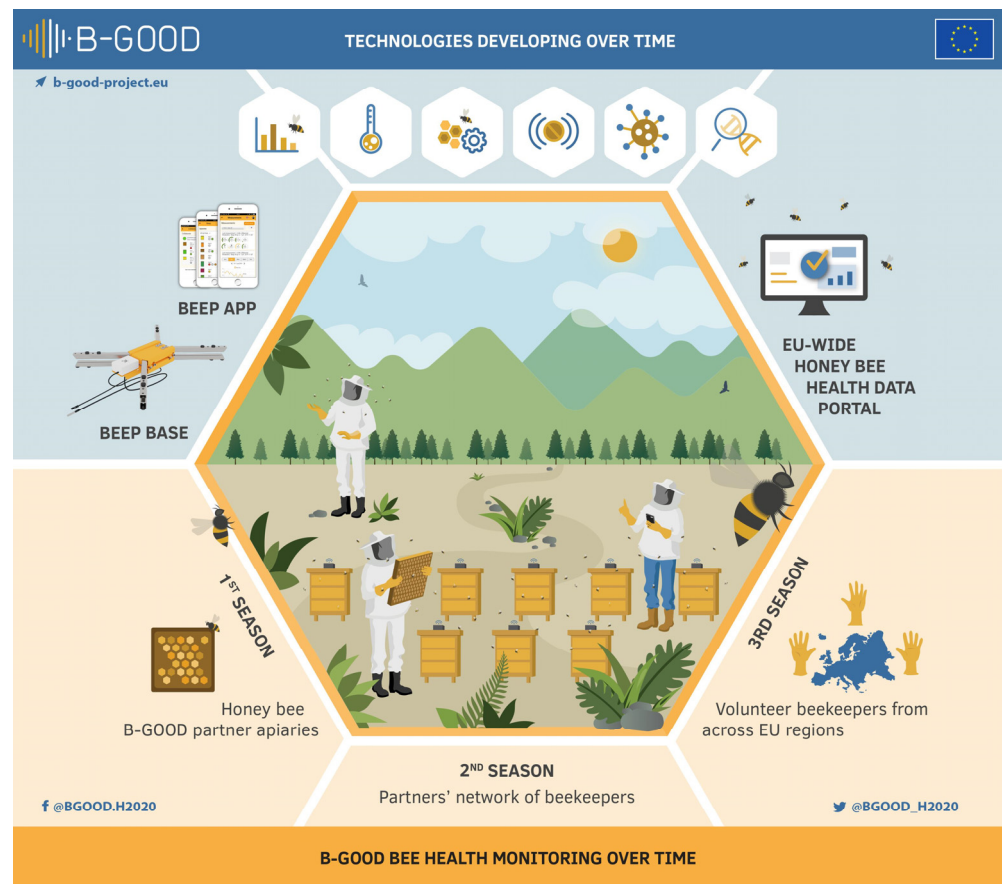 B-GOOD
TECHNOLOGIES DEVELOPING OVER TIME
b-good-project.eu
BEEP APP
BEEP BASE
EU-WIDE
HONEY BEE
HEALTH DATA
PORTAL
1ST SEASON
Honey bee
B-GOOD partner apiaries
2ND SEASON
Partners’ network of beekeepers
3RD SEASON
Volunteer beekeepers from
across EU regions
@BGOOD.H2020
@BGOOD_H2020
B-GOOD BEE HEALTH MONITORING OVER TIME